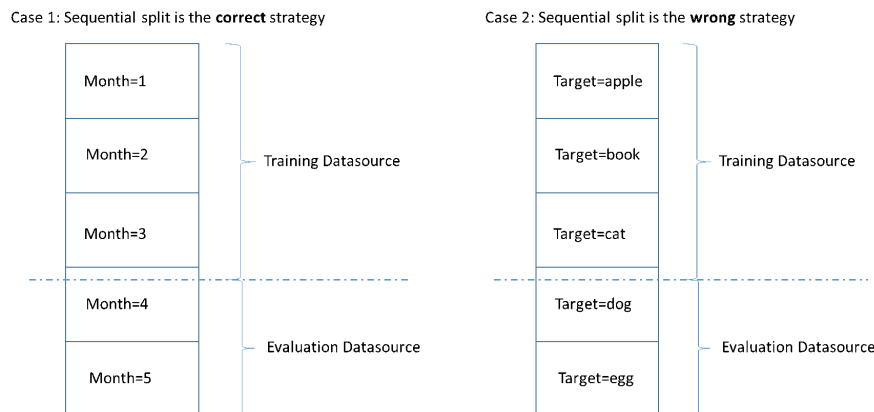 Case 1: Sequential split is the correct strategy
Month=1
Month=2
Month=3
Month=4
Month=5
Training Datasource
Evaluation Datasource
Case 2: Sequential split is the wrong strategy
Target=apple
Target=book
Target=cat
Target=dog
Target=egg
Training Datasource
Evaluation Datasource